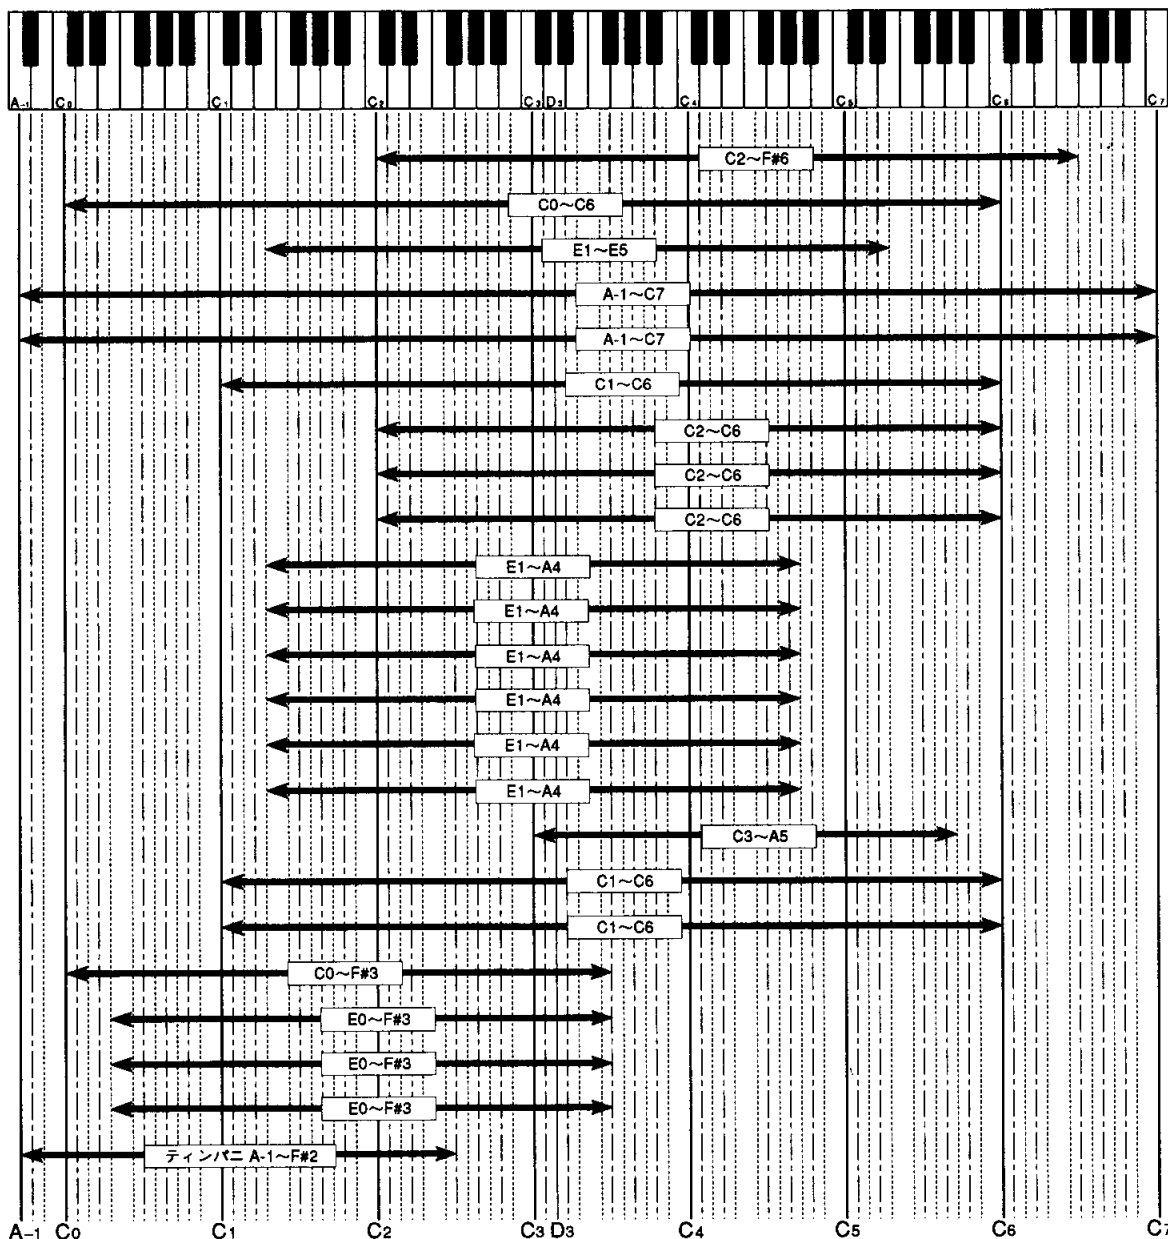 A-1 C0 C1 C2 C3 D3 C4 C5 C6 C7
C2～F#6
C0～C6
E1～E5
A-1～C7
A-1～C7
C1～C6
C2～C6
C2～C6
C2～C6
E1～A4
E1～A4
E1～A4
E1～A4
E1～A4
E1～A4
C3～A5
C1～C6
C1～C6
C0～F#3
E0～F#3
E0～F#3
E0～F#3
ティンパニ A-1～F#2
A-1 C0 C1 C2 C3 D3 C4 C5 C6 C7